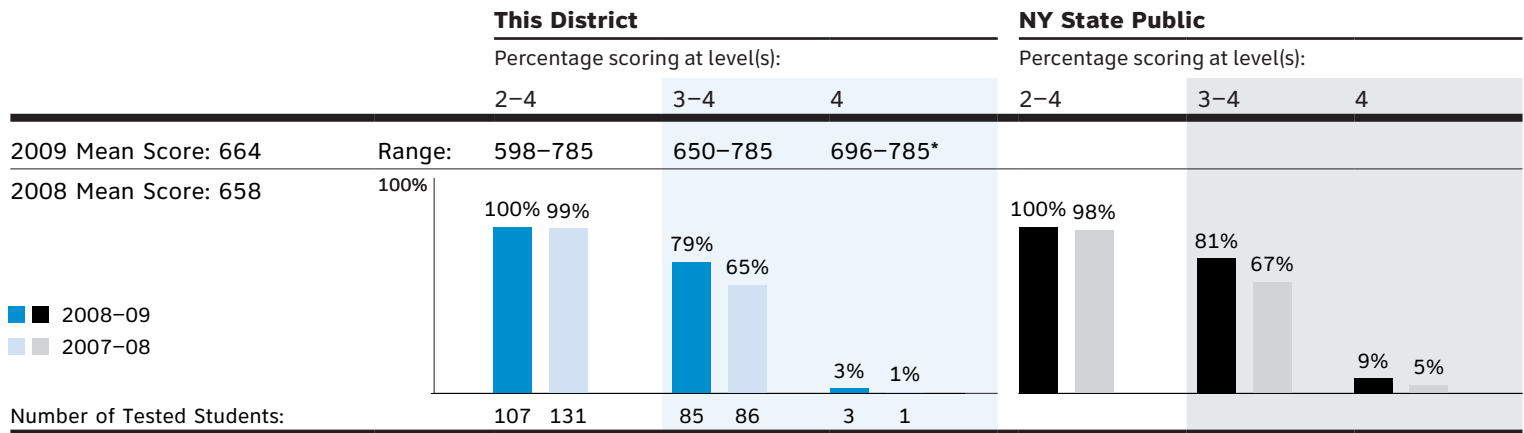 This District NY State Public
Percentage scoring at level(s): Percentage scoring at level(s):
2–4 3–4 4 2–4 3–4 4
2009 Mean Score: 664 Range: 598–785 650–785 696–785*
2008 Mean Score: 658 100%
100% 99% 79% 65% 3% 1% 100% 98% 81% 67% 9% 5%
2008–09
2007–08
Number of Tested Students: 107 131 85 86 3 1